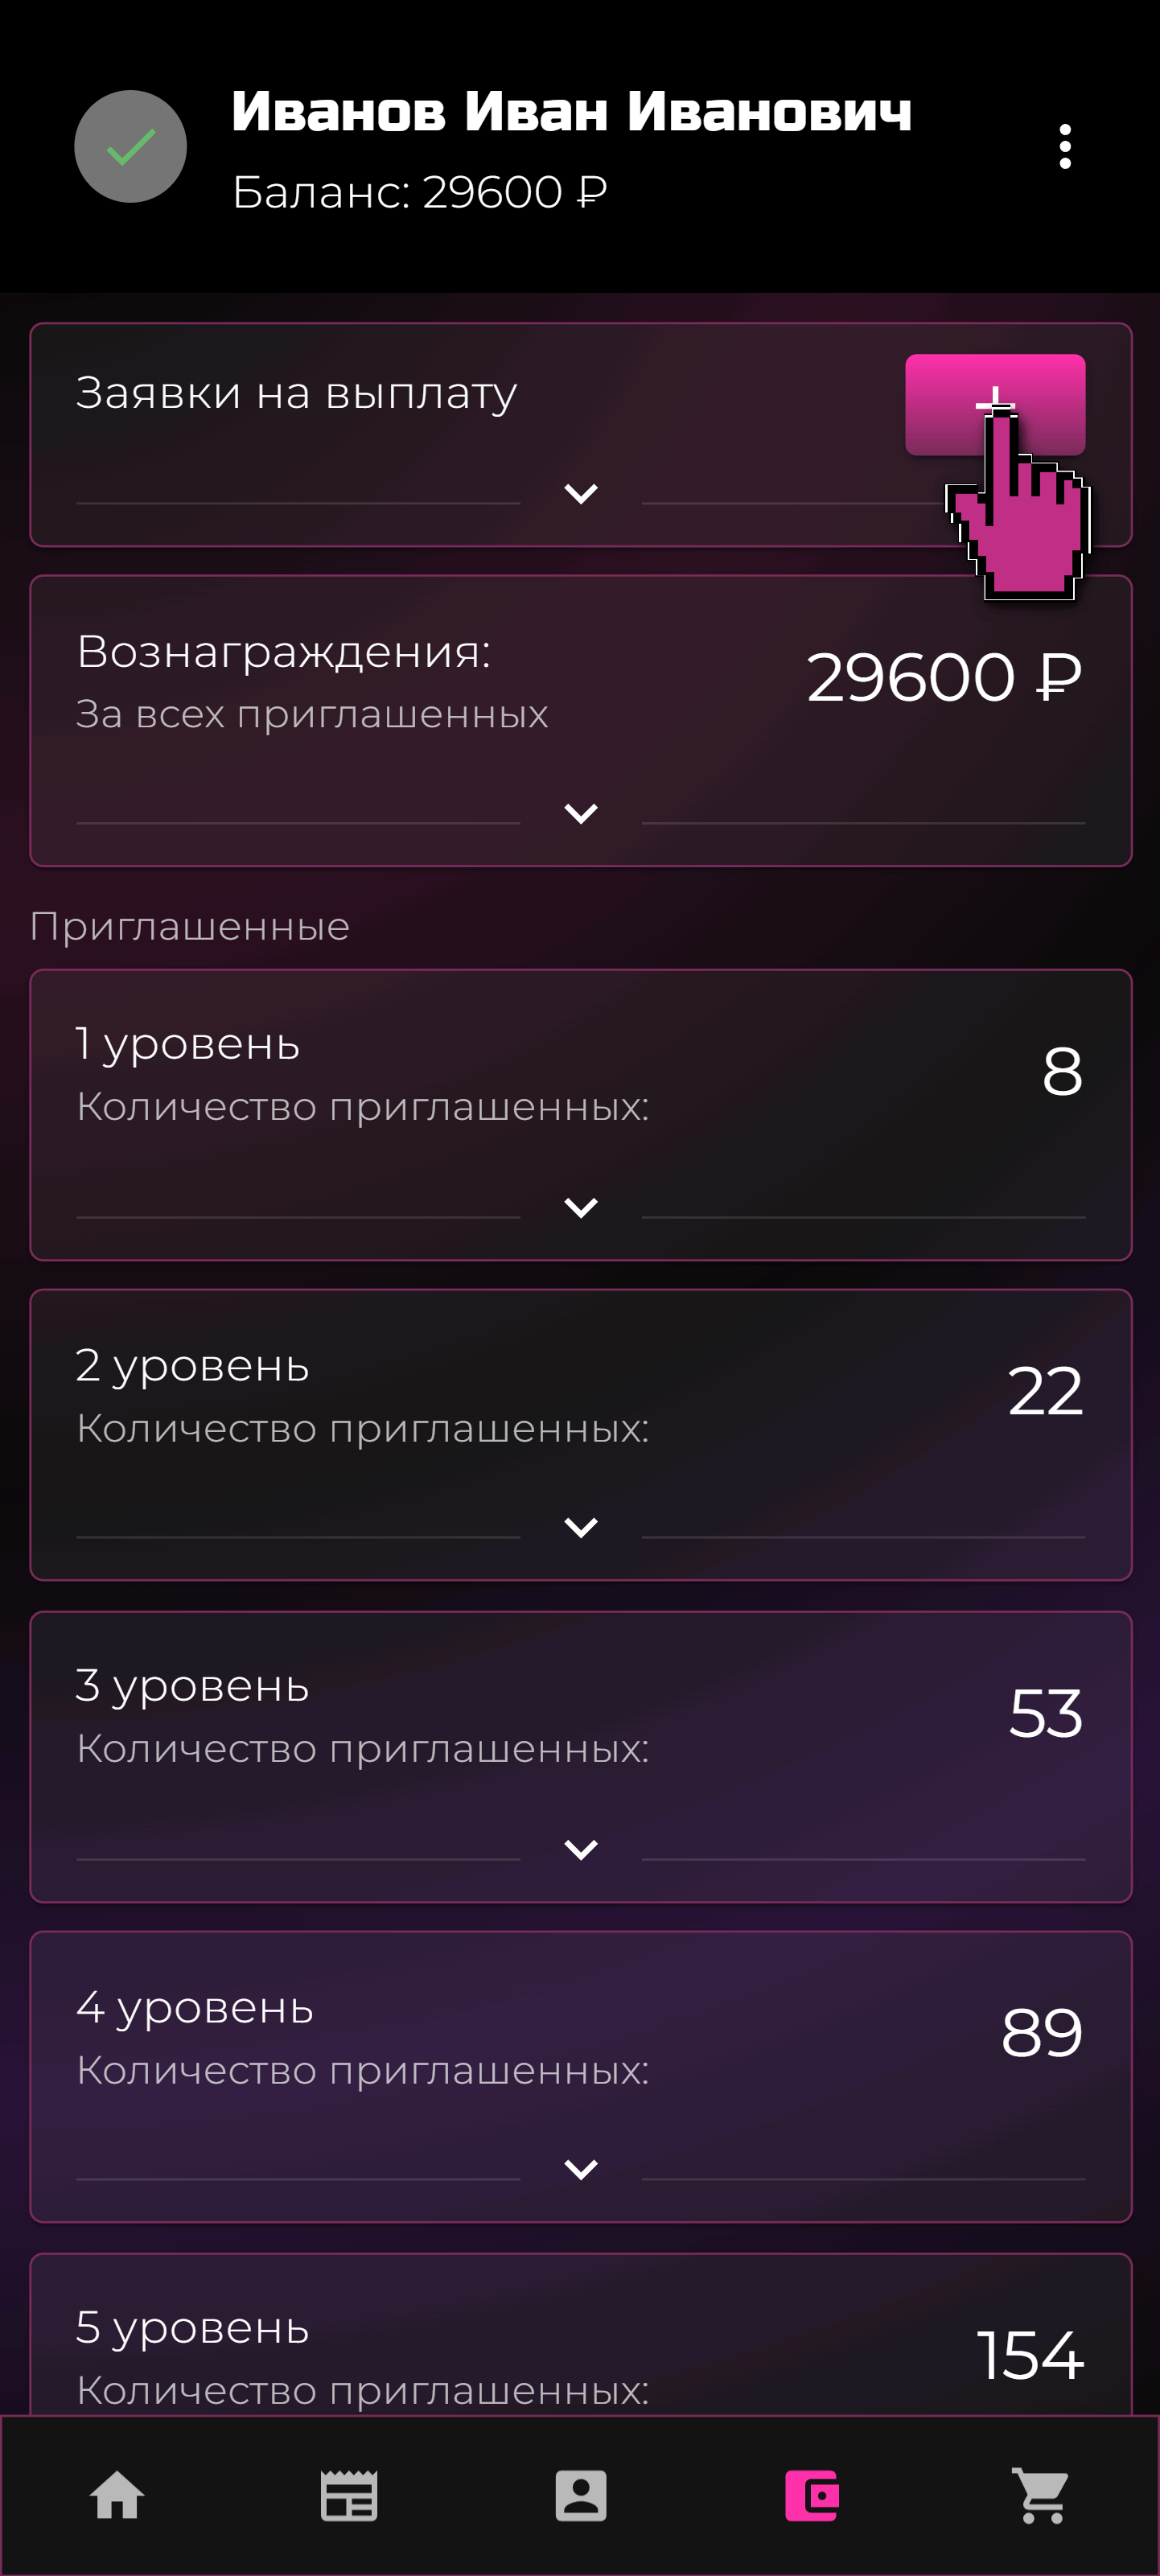 Иванов Иван Иванович
Баланс: 29600 ₽
Заявки на выплату
+
Вознаграждения:
29600 ₽
За всех приглашенных
Приглашенные
1 уровень
8
Количество приглашенных:
2 уровень
22
Количество приглашенных:
3 уровень
53
Количество приглашенных:
4 уровень
89
Количество приглашенных:
5 уровень
154
Количество приглашенных: